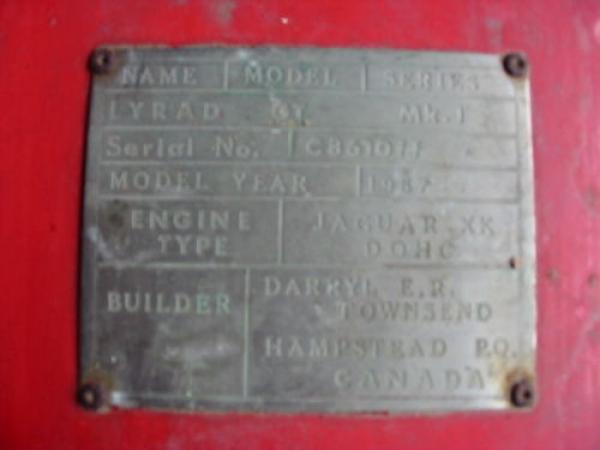 NAME MODEL SERIES
LYRAD GT Mk.1
Serial No.
MODEL YEAR 1987
ENGINE TYPE JAGUAR XK DOHC
BUILDER DARRYL E.R.
TOWNSEND
HAMPSTEAD P.Q.
CANADA